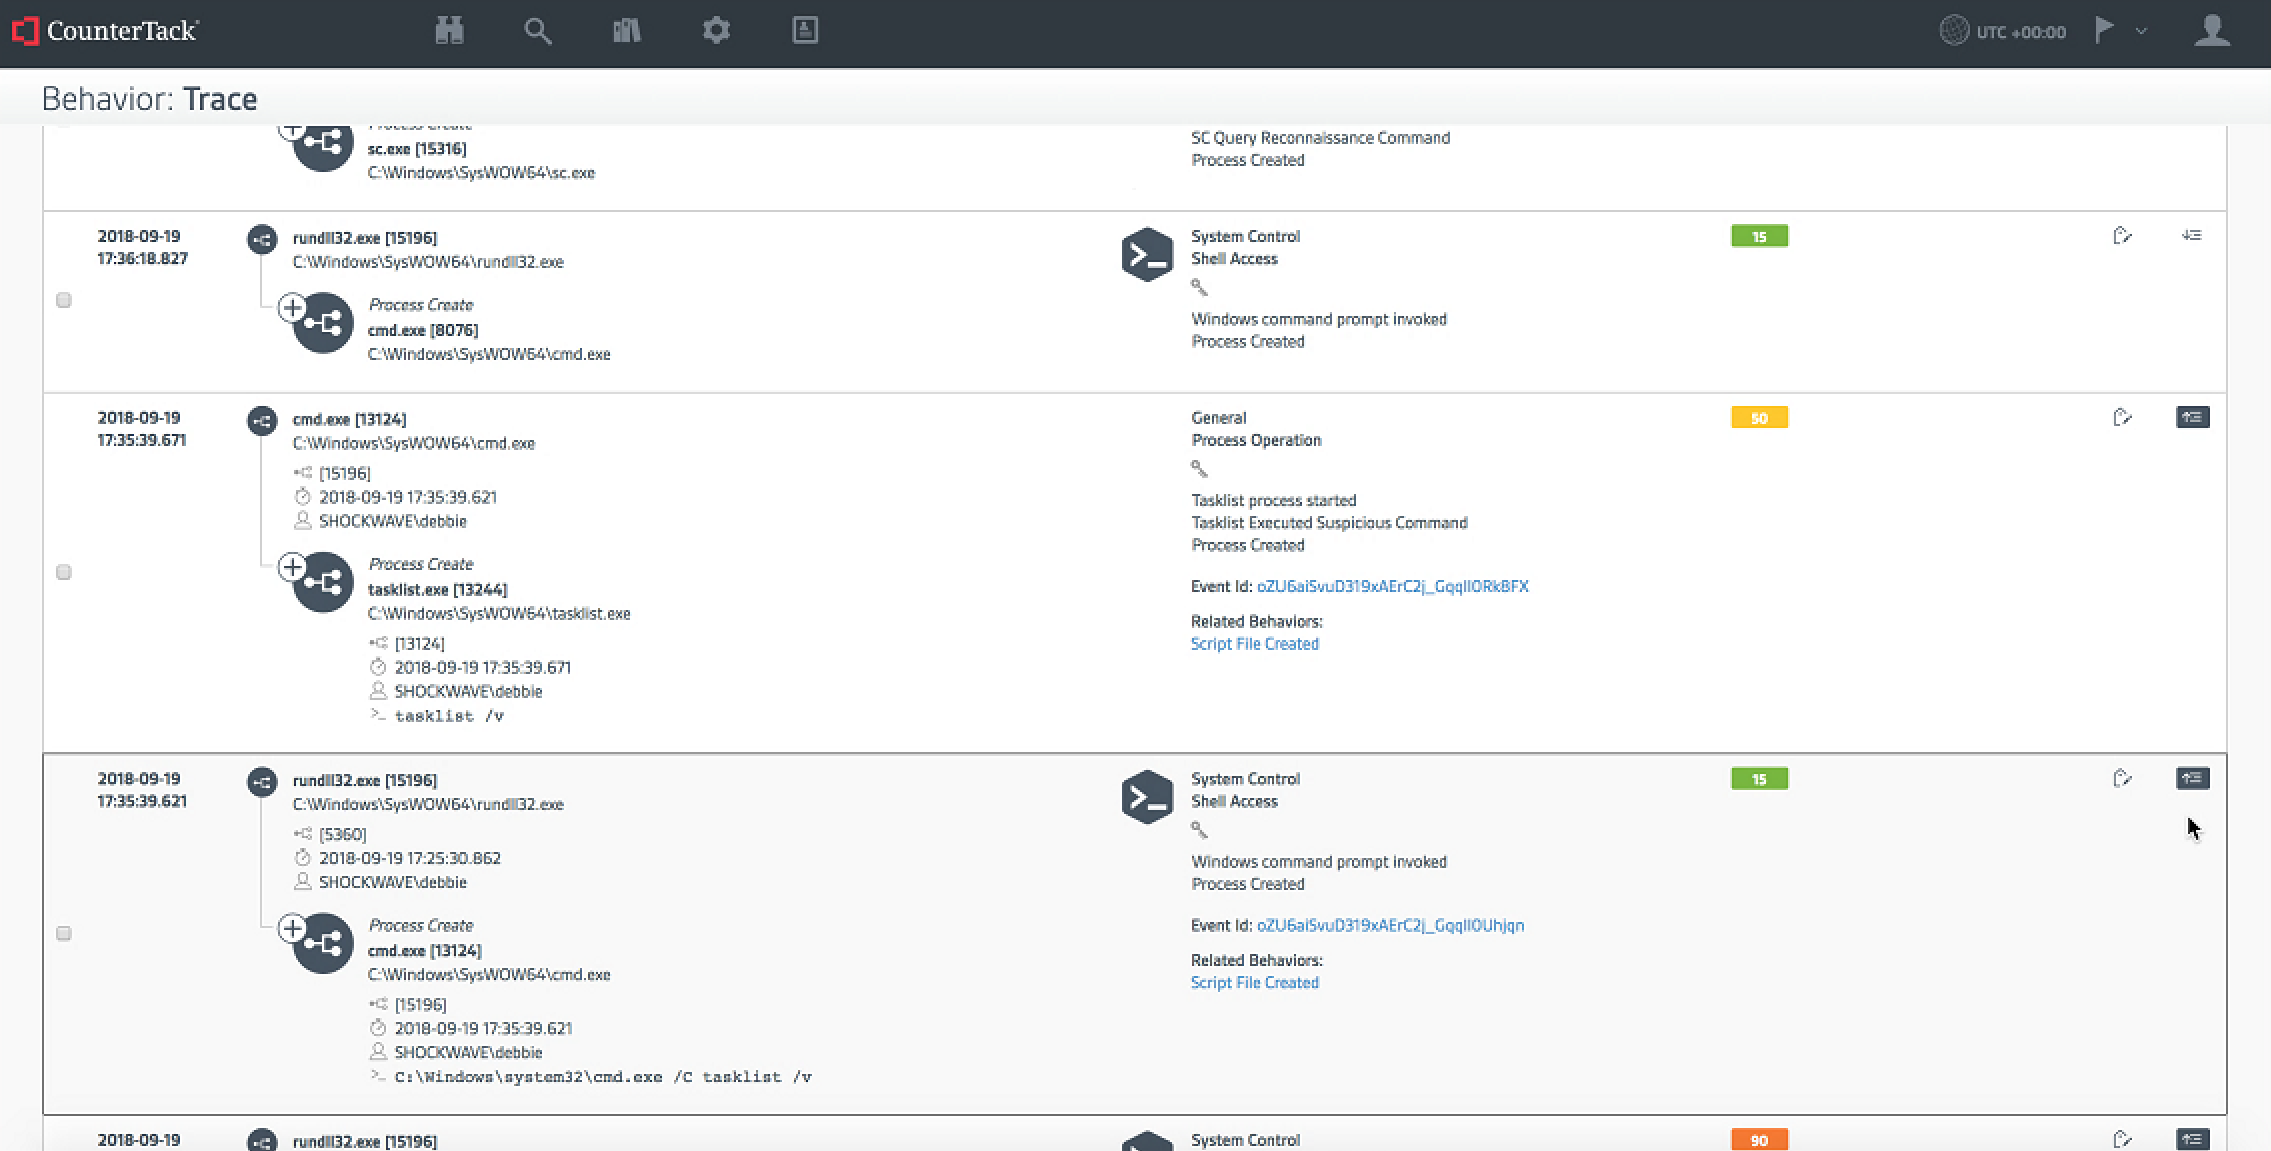 CounterTack
UTC +00:00
Behavior: Trace
Process Create
sc.exe [15316]
C:\Windows\SysWOW64\sc.exe
SC Query Reconnaissance Command
Process Created
2018-09-19
17:36:18.827
rundll32.exe [15196]
C:\Windows\SysWOW64\rundll32.exe
Process Create
cmd.exe [8076]
C:\Windows\SysWOW64\cmd.exe
System Control
Shell Access
Windows command prompt invoked
Process Created
15
2018-09-19
17:35:39.671
cmd.exe [13124]
C:\Windows\SysWOW64\cmd.exe
[15196]
2018-09-19 17:35:39.621
SHOCKWAVE\debbie
Process Create
tasklist.exe [13244]
C:\Windows\SysWOW64\tasklist.exe
[13124]
2018-09-19 17:35:39.671
SHOCKWAVE\debbie
tasklist /v
General
Process Operation
Tasklist process started
Tasklist Executed Suspicious Command
Process Created
Event Id: oZU6aiSvuD319xAErC2j_GqqIl0Rk8FX
Related Behaviors:
Script File Created
50
2018-09-19
17:35:39.621
rundll32.exe [15196]
C:\Windows\SysWOW64\rundll32.exe
[5360]
2018-09-19 17:25:30.862
SHOCKWAVE\debbie
Process Create
cmd.exe [13124]
C:\Windows\SysWOW64\cmd.exe
[15196]
2018-09-19 17:35:39.621
SHOCKWAVE\debbie
C:\Windows\system32\cmd.exe /C tasklist /v
System Control
Shell Access
Windows command prompt invoked
Process Created
Event Id: oZU6aiSvuD319xAErC2j_GqqIl0Uhjqn
Related Behaviors:
Script File Created
15
2018-09-19
rundll32.exe [15196]
System Control
90